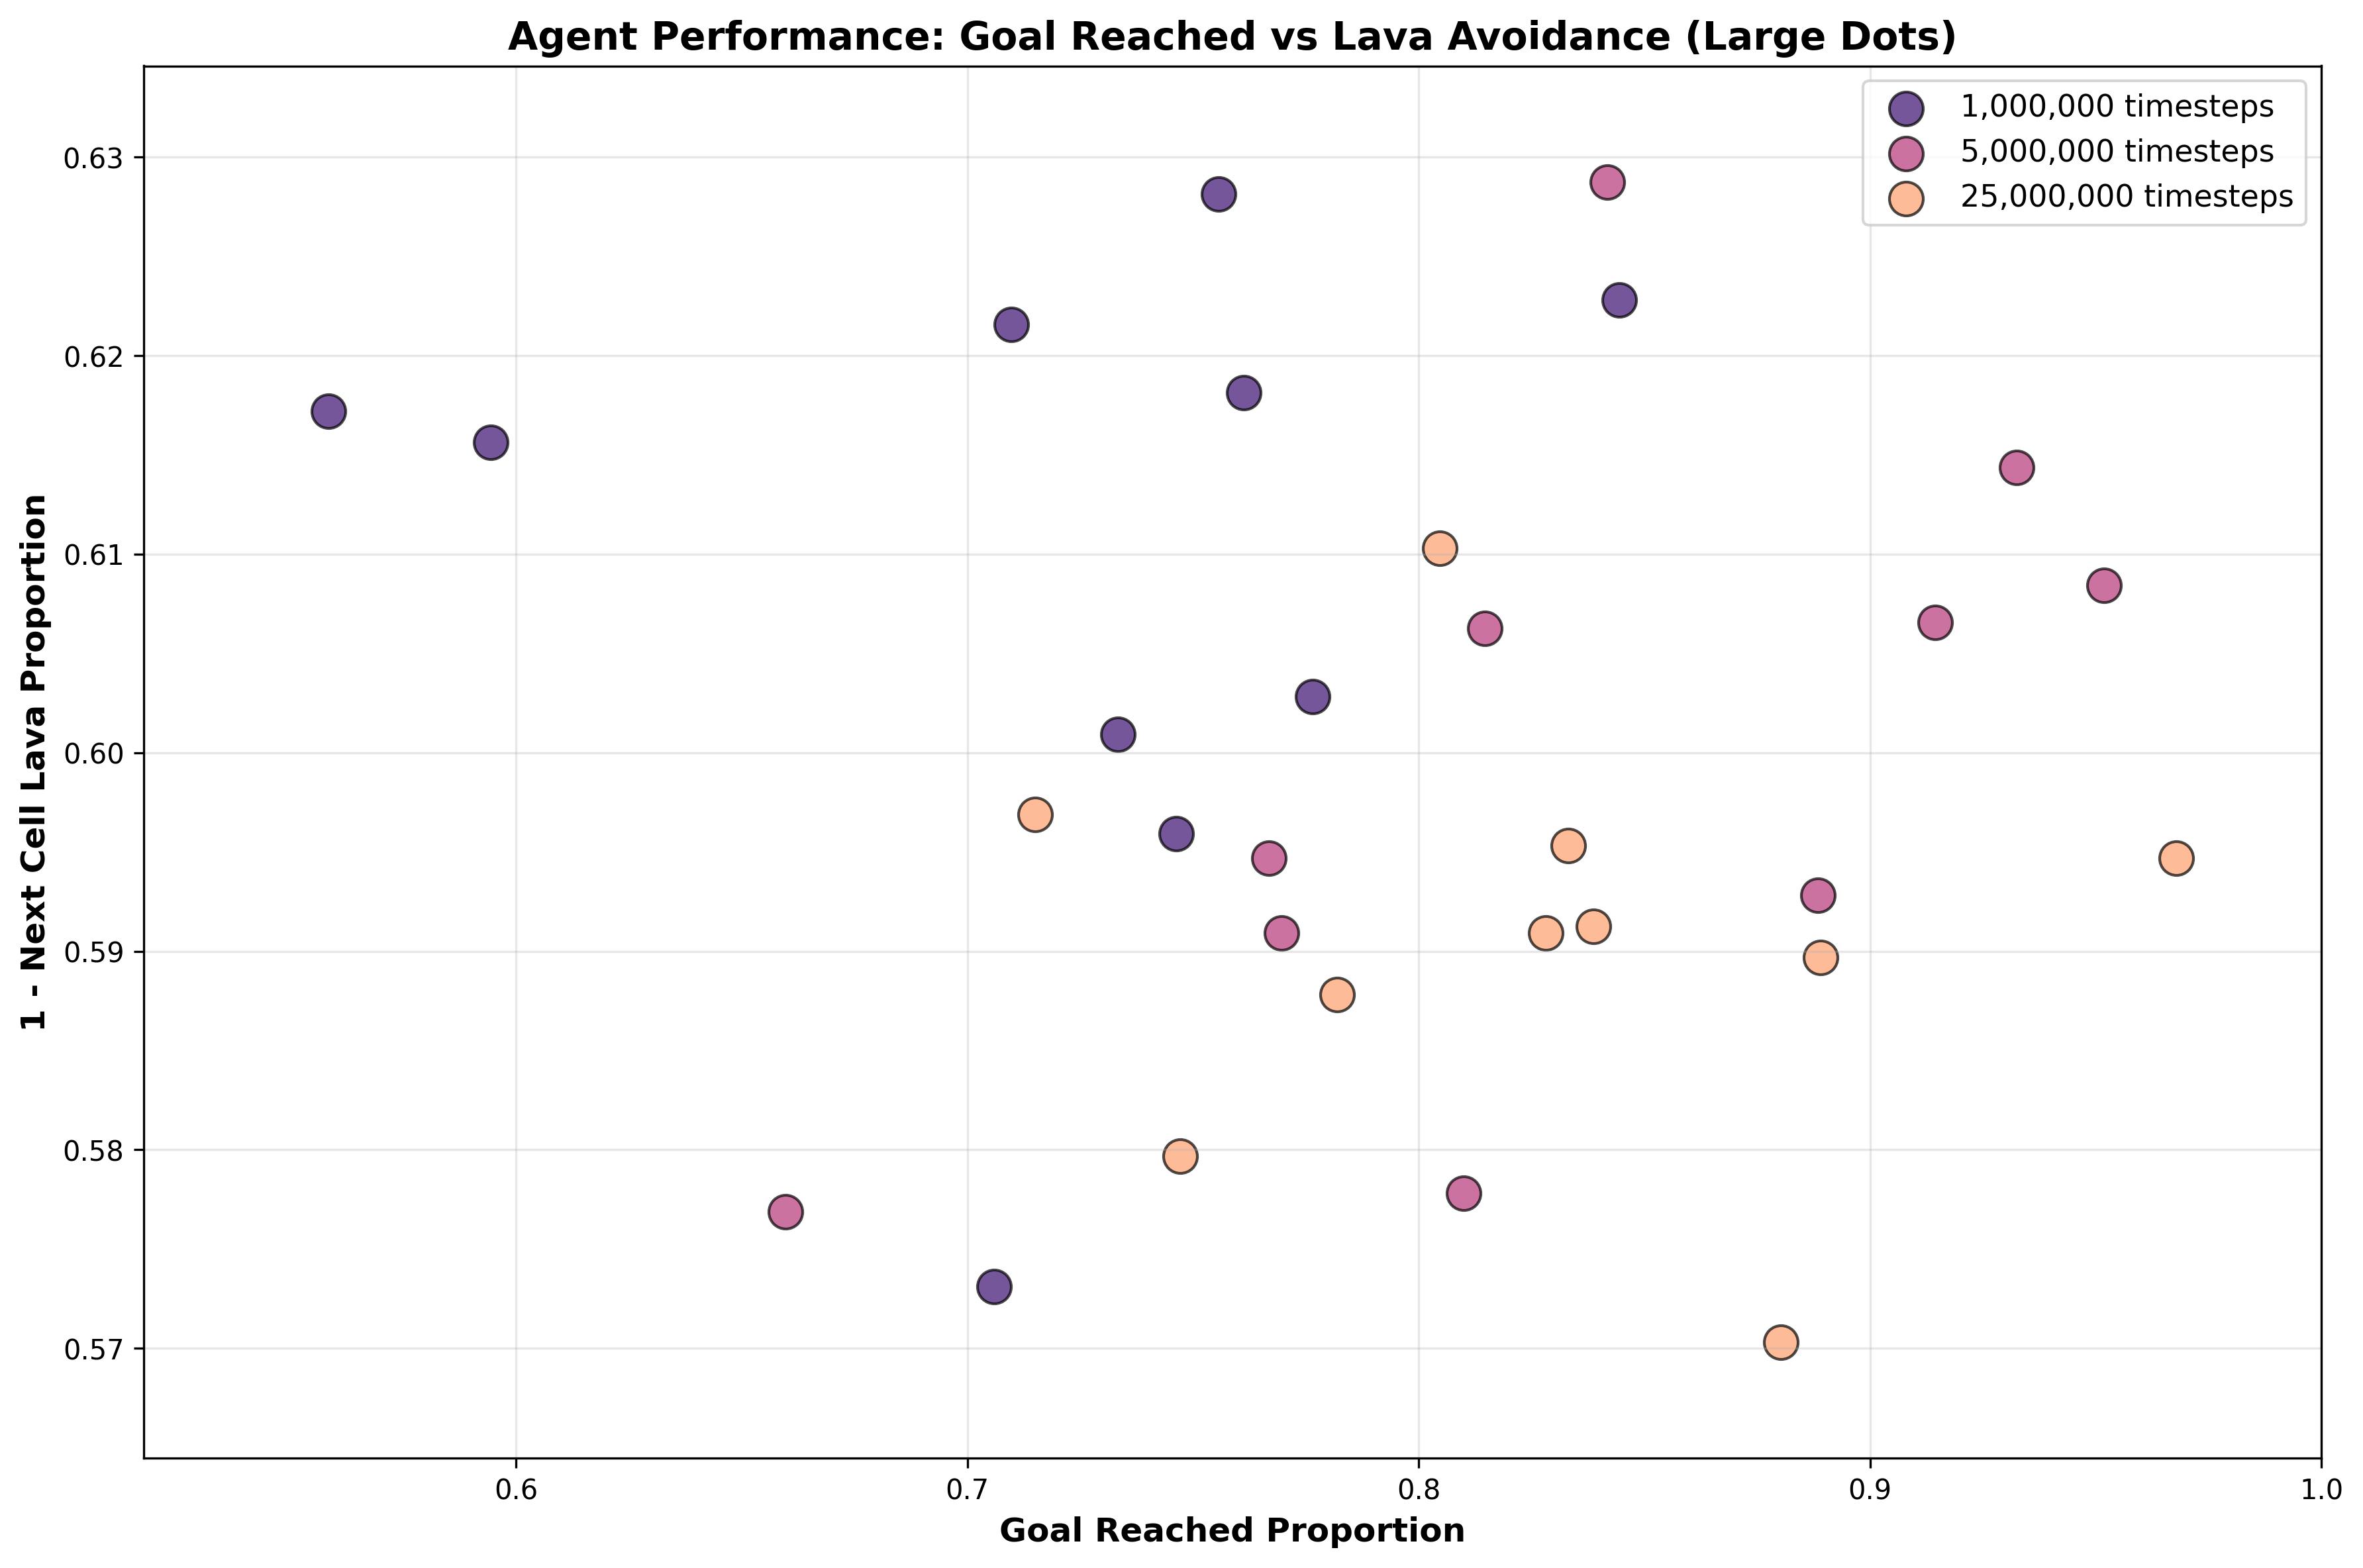 Agent Performance: Goal Reached vs Lava Avoidance (Large Dots)
1,000,000 timesteps
5,000,000 timesteps
25,000,000 timesteps
1 - Next Cell Lava Proportion
0.63
0.62
0.61
0.60
0.59
0.58
0.57
0.6
0.7
0.8
0.9
1.0
Goal Reached Proportion